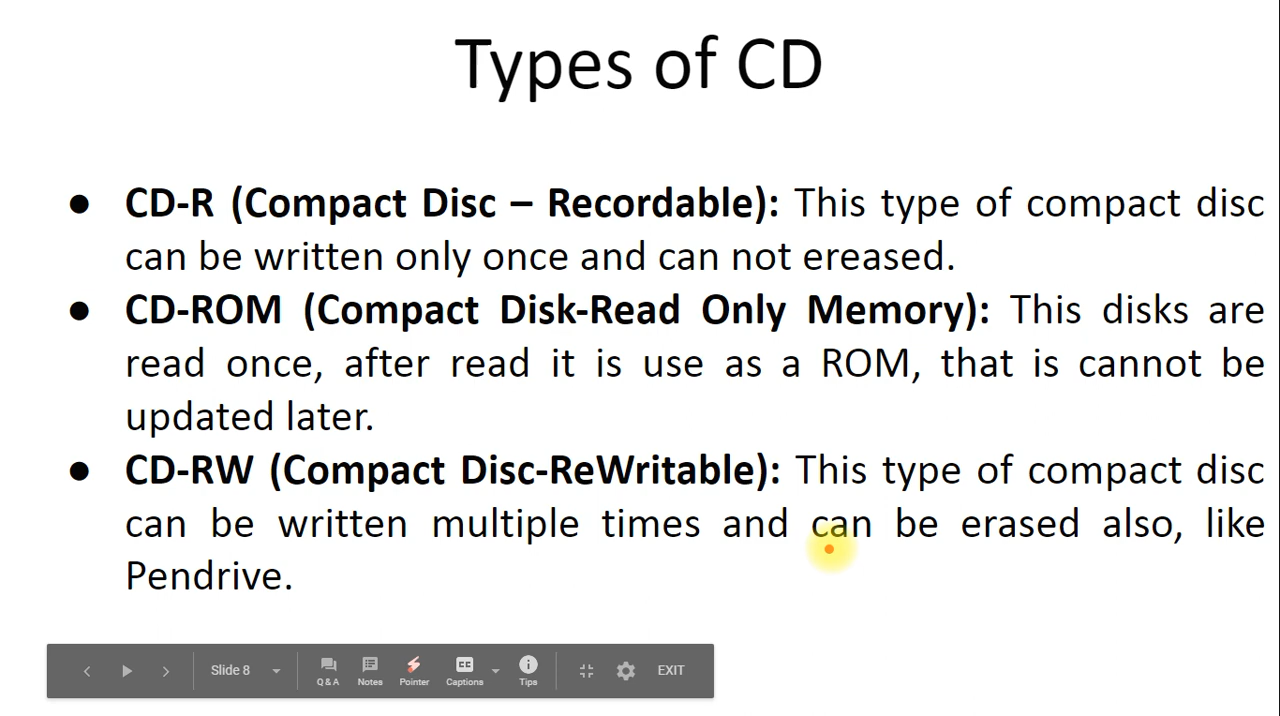 Types of CD
● CD-R (Compact Disc – Recordable): This type of compact disc
can be written only once and can not ereased.
● CD-ROM (Compact Disk-Read Only Memory): This disks are
read once, after read it is use as a ROM, that is cannot be
updated later.
● CD-RW (Compact Disc-ReWritable): This type of compact disc
can be written multiple times and can be erased also, like
Pendrive.
Slide 8 Q & A Notes Pointer CC Captions Tips EXIT